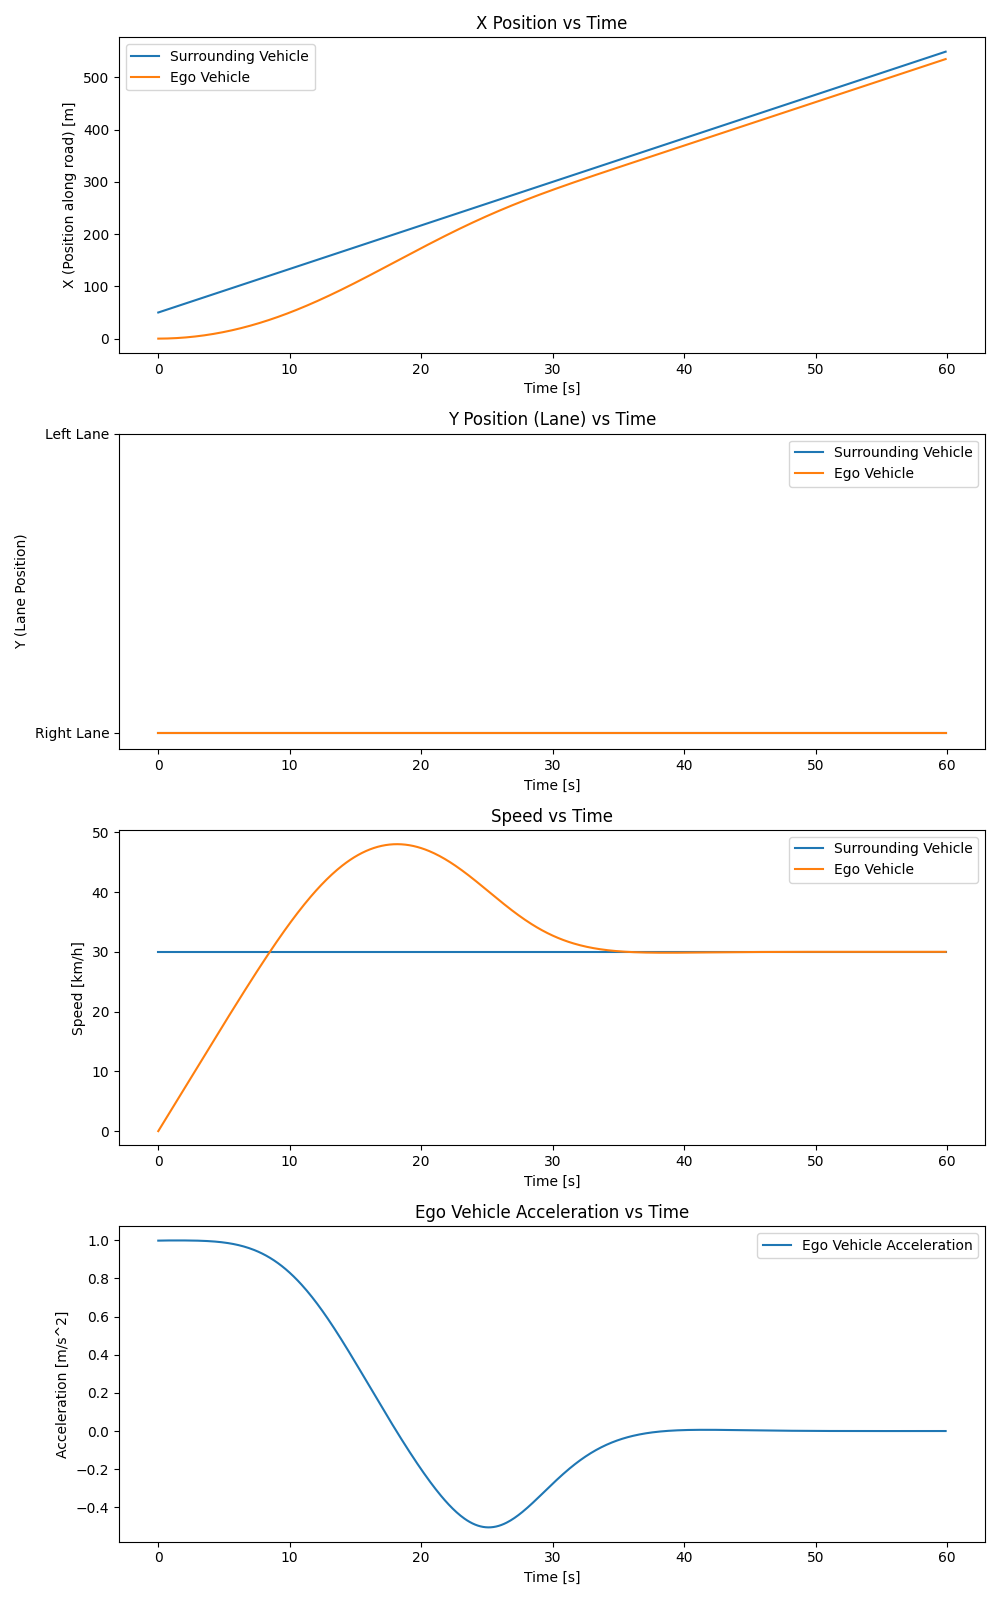 X Position vs Time
Surrounding Vehicle
Ego Vehicle
X (Position along road) [m]
500
400
300
200
100
0
0 10 20 30 40 50 60
Time [s]
Y Position (Lane) vs Time
Left Lane
Surrounding Vehicle
Ego Vehicle
Y (Lane Position)
Right Lane
0 10 20 30 40 50 60
Time [s]
Speed vs Time
Surrounding Vehicle
Ego Vehicle
Speed [km/h]
50
40
30
20
10
0
0 10 20 30 40 50 60
Time [s]
Ego Vehicle Acceleration vs Time
Ego Vehicle Acceleration
Acceleration [m/s^2]
1.0
0.8
0.6
0.4
0.2
0.0
−0.2
−0.4
0 10 20 30 40 50 60
Time [s]